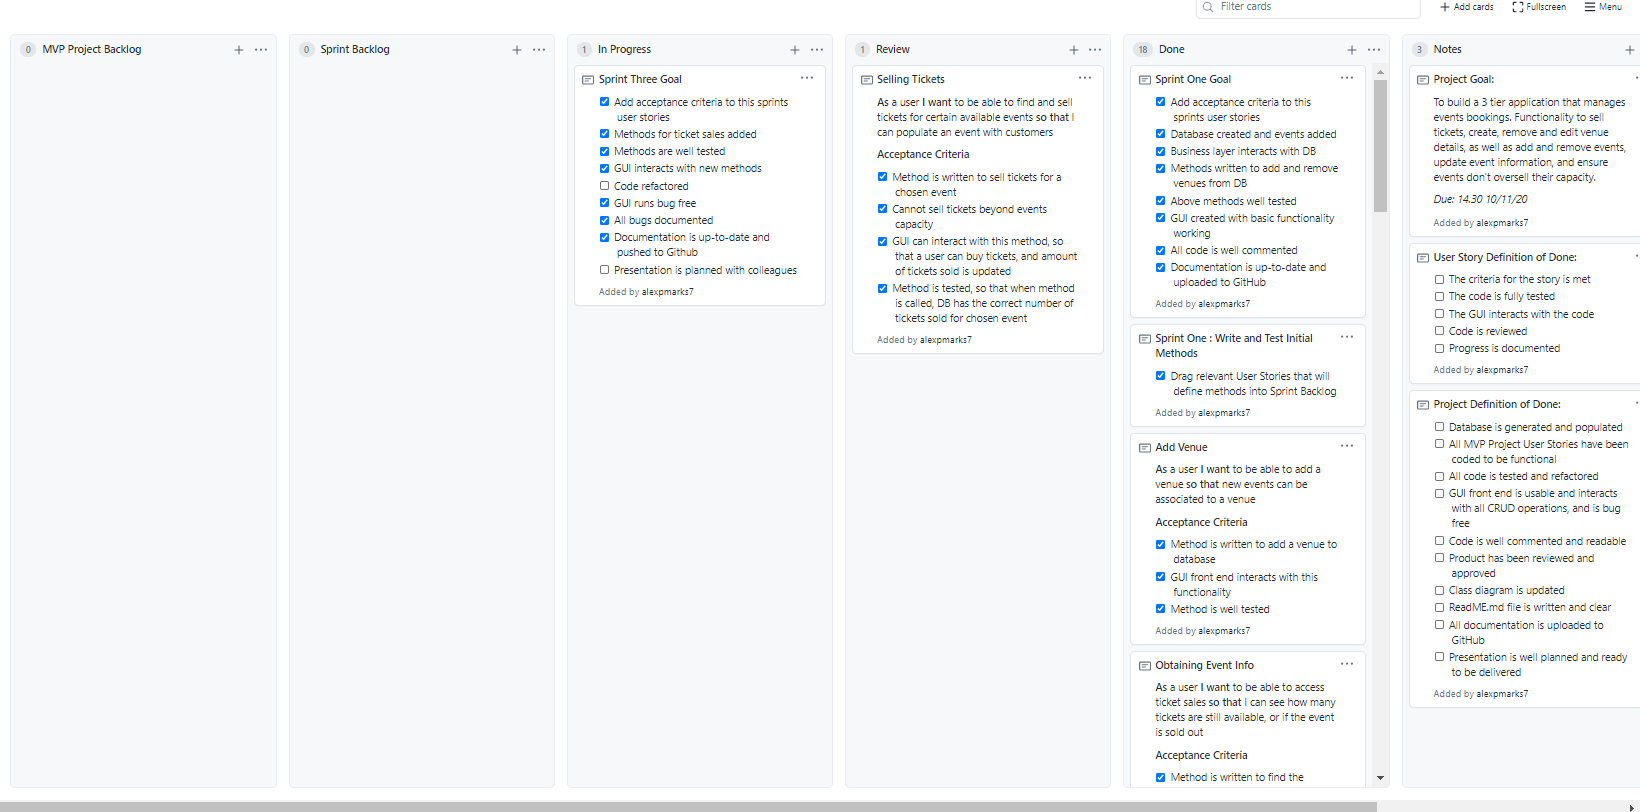 Filter cards
Add cards
Fullscreen
Menu
0 MVP Project Backlog
0 Sprint Backlog
1 In Progress
Sprint Three Goal
Add acceptance criteria to this sprints
user stories
Methods for ticket sales added
Methods are well tested
GUI interacts with new methods
Code refactored
GUI runs bug free
All bugs documented
Documentation is up-to-date and
pushed to Github
Presentation is planned with colleagues
Added by alexpmarks7
1 Review
Selling Tickets
As a user I want to be able to find and sell
tickets for certain available events so that I
can populate an event with customers
Acceptance Criteria
Method is written to sell tickets for a
chosen event
Cannot sell tickets beyond events
capacity
GUI can interact with this method, so
that a user can buy tickets, and amount
of tickets sold is updated
Method is tested, so that when method
is called, DB has the correct number of
tickets sold for chosen event
Added by alexpmarks7
18 Done
Sprint One Goal
Add acceptance criteria to this
sprints user stories
Database created and events added
Business layer interacts with DB
Methods written to add and remove
venues from DB
Above methods well tested
GUI created with basic functionality
working
All code is well commented
Documentation is up-to-date and
uploaded to GitHub
Added by alexpmarks7
Sprint One : Write and Test Initial
Methods
Drag relevant User Stories that will
define methods into Sprint Backlog
Added by alexpmarks7
Add Venue
As a user I want to be able to add a
venue so that new events can be
associated to a venue
Acceptance Criteria
Method is written to add a venue to
database
GUI front end interacts with this
functionality
Method is well tested
Added by alexpmarks7
Obtaining Event Info
As a user I want to be able to access
ticket sales so that I can see how many
tickets are still available, or if the event
is sold out
Acceptance Criteria
Method is written to find the
3 Notes
Project Goal:
To build a 3 tier application that manages
events bookings. Functionality to sell
tickets, create, remove and edit venue
details, as well as add and remove events,
update event information, and ensure
events don't oversell their capacity.
Due: 14.30 10/11/20
Added by alexpmarks7
User Story Definition of Done:
The criteria for the story is met
The code is fully tested
The GUI interacts with the code
Code is reviewed
Progress is documented
Added by alexpmarks7
Project Definition of Done:
Database is generated and populated
All MVP Project User Stories have been
coded to be functional
All code is tested and refactored
GUI front end is usable and interacts
with all CRUD operations, and is bug
free
Code is well commented and readable
Product has been reviewed and
approved
Class diagram is updated
ReadME.md file is written and clear
All documentation is uploaded to
GitHub
Presentation is well planned and ready
to be delivered
Added by alexpmarks7